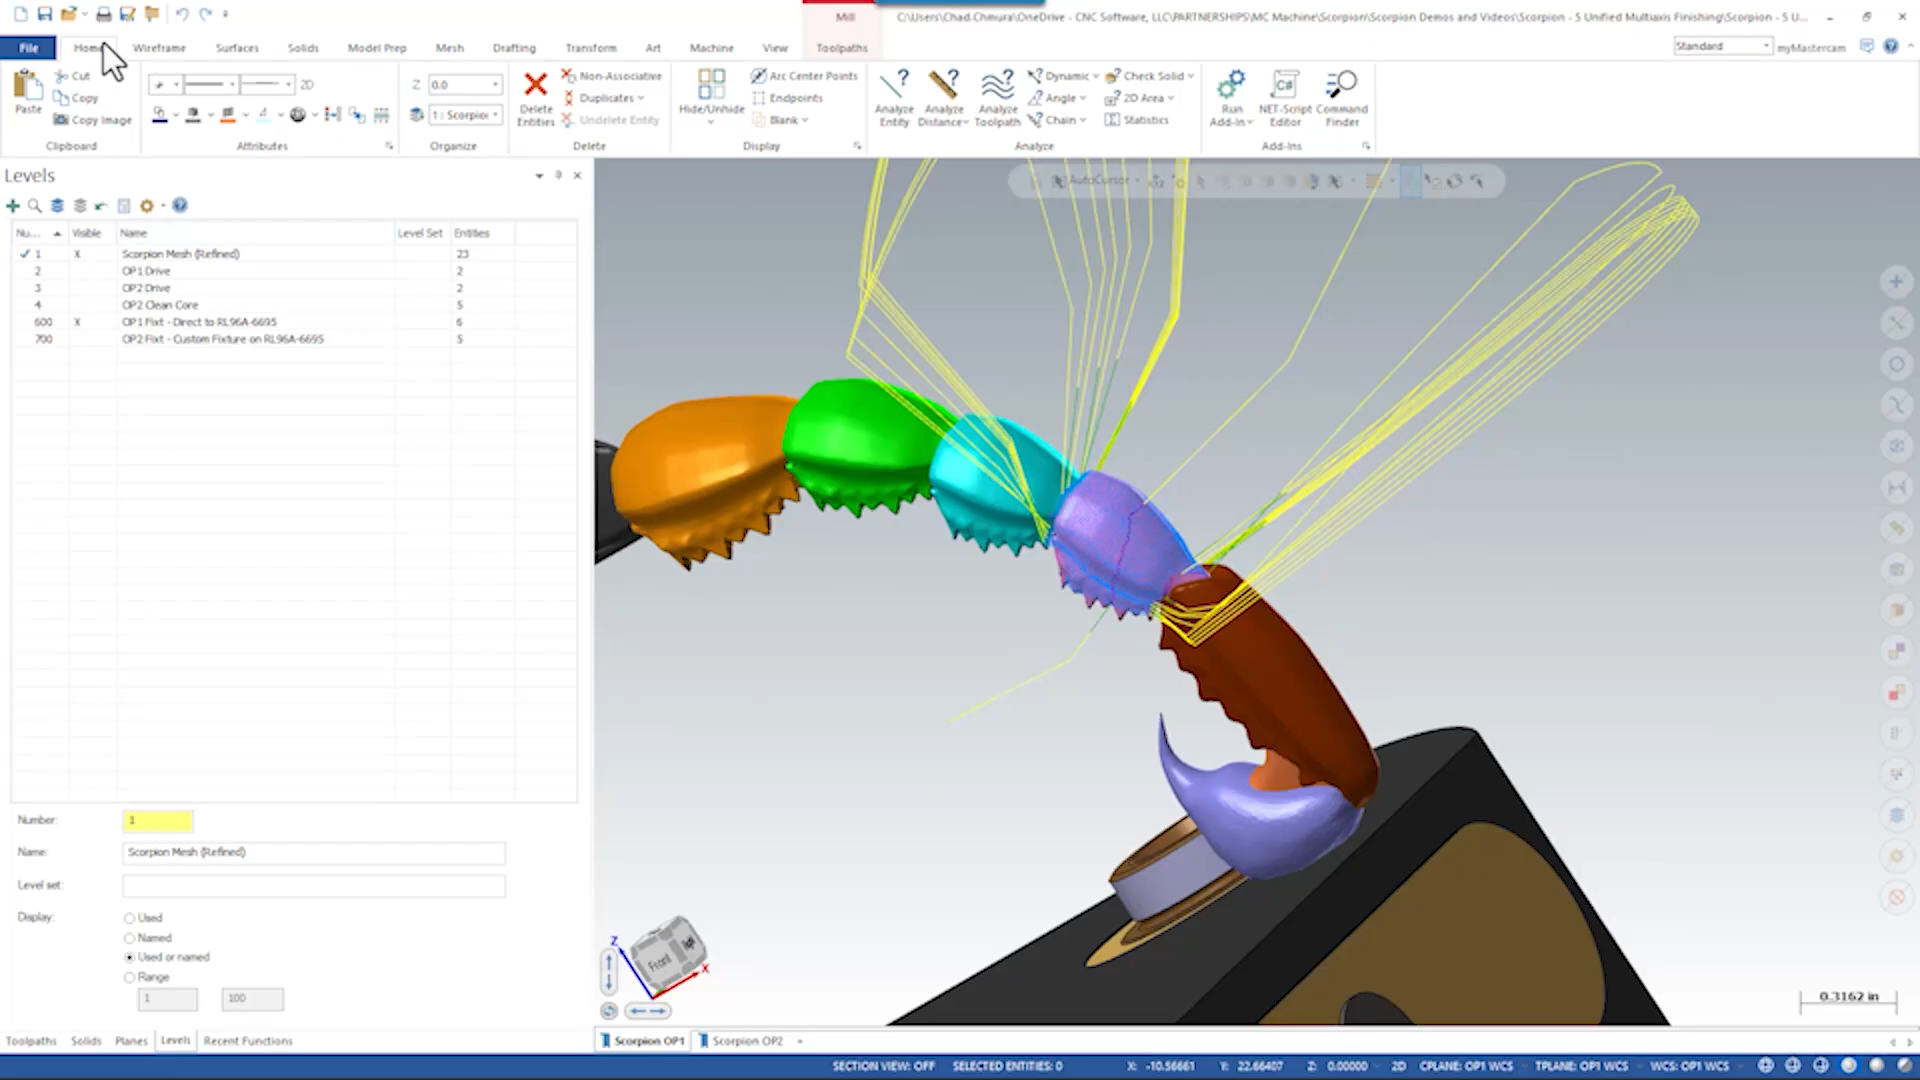 Mill
C:\Users\Chad.Chmura\OneDrive - CNC Software, LLC\PARTNERSHIPS\MC Machine\Scorpion\Scorpion Demos and Videos\Scorpion - 5 Unified Multiaxis Finishing\Scorpion - 5 U...
File Home Wireframe Surfaces Solids Model Prep Mesh Drafting Transform Art Machine View Toolpaths
Standard myMastercam
Paste Cut Copy Copy Image
Clipboard
2D
Attributes
Z 0.0
1 : Scorpio
Organize
Delete Entities
Non-Associative
Duplicates
Undelete Entity
Delete
Hide/Unhide
Arc Center Points
Endpoints
Blank
Display
Analyze Entity
Analyze Distance
Analyze Toolpath
Dynamic
Angle
Chain
Check Solid
2D Area
Statistics
Analyze
Run Add-In
NET-Script Editor
Command Finder
Add-Ins
Levels
AutoCursor
Nu... Visible Name Level Set Entities
1 X Scorpion Mesh (Refined) 23
2 OP1 Drive 2
3 OP2 Drive 2
4 OP2 Clean Core 5
600 X OP1 Fixt - Direct to RL96A-6695 6
700 OP2 Fixt - Custom Fixture on RL96A-6695 5
Number: 1
Name: Scorpion Mesh (Refined)
Level set:
Display: Used
Named
Used or named
Range
1 100
Z Front X
0.3162 in
Toolpaths Solids Planes Levels Recent Functions
Scorpion OP1 Scorpion OP2
SECTION VIEW: OFF SELECTED ENTITIES: 0 X: -10.56661 Y: 22.66407 Z: 0.00000 2D CPLANE: OP1 WCS TPLANE: OP1 WCS WCS: OP1 WCS